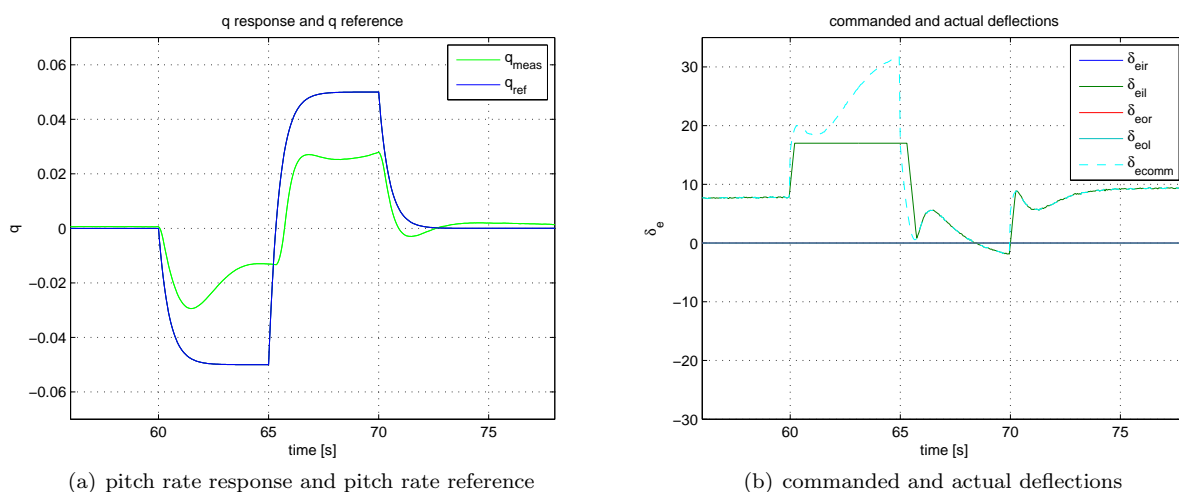 q response and q reference
0.06
0.04
0.02
0
−0.02
−0.04
−0.06
q
60
65
70
75
time [s]
q_meas
q_ref
(a) pitch rate response and pitch rate reference
commanded and actual deflections
30
20
10
0
−10
−20
−30
δ_e
60
65
70
75
time [s]
δ_eir
δ_eil
δ_eor
δ_eol
δ_ecomm
(b) commanded and actual deflections